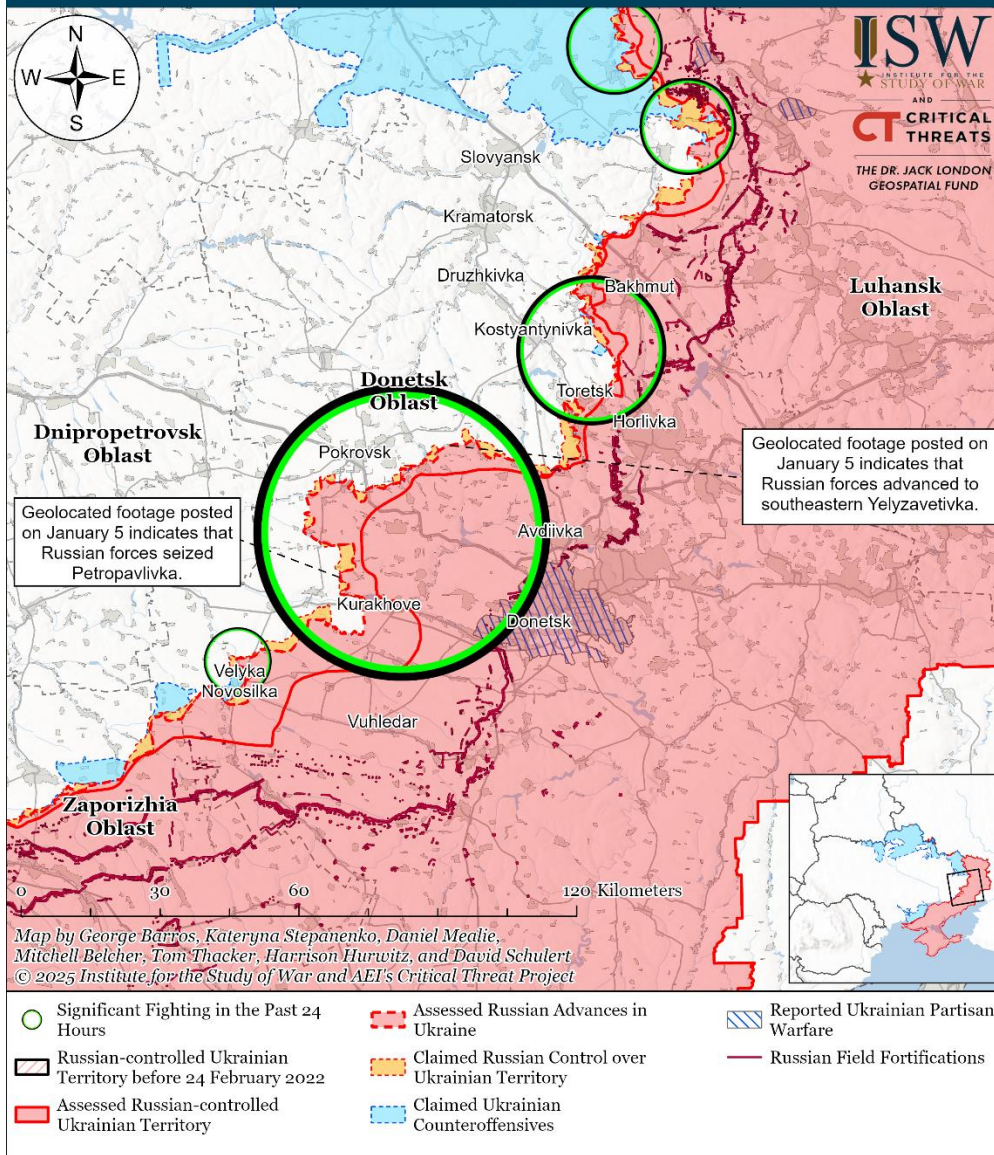 N
W E
S
ISW
INSTITUTE FOR THE
STUDY OF WAR
AND
CT CRITICAL
THREATS
THE DR. JACK LONDON
GEOSPATIAL FUND
Slovyansk
Kramatorsk
Druzhkivka
Bakhmut
Luhansk
Oblast
Kostyantynivka
Donetsk
Oblast
Toretsk
Horlivka
Dnipropetrovsk
Oblast
Pokrovsk
Geolocated footage posted on
January 5 indicates that
Russian forces advanced to
southeastern Yelyzavetivka.
Geolocated footage posted
on January 5 indicates that
Russian forces seized
Petropavlivka.
Avdiivka
Kurakhove
Donetsk
Velyka
Novosilka
Vuhledar
Zaporizhia
Oblast
0 30 60 120 Kilometers
Map by George Barros, Kateryna Stepanenko, Daniel Mealie,
Mitchell Belcher, Tom Thacker, Harrison Hurwitz, and David Schulert
© 2025 Institute for the Study of War and AEI's Critical Threat Project
Significant Fighting in the Past 24
Hours
Russian-controlled Ukrainian
Territory before 24 February 2022
Assessed Russian-controlled
Ukrainian Territory
Assessed Russian Advances in
Ukraine
Claimed Russian Control over
Ukrainian Territory
Claimed Ukrainian
Counteroffensives
Reported Ukrainian Partisan
Warfare
Russian Field Fortifications